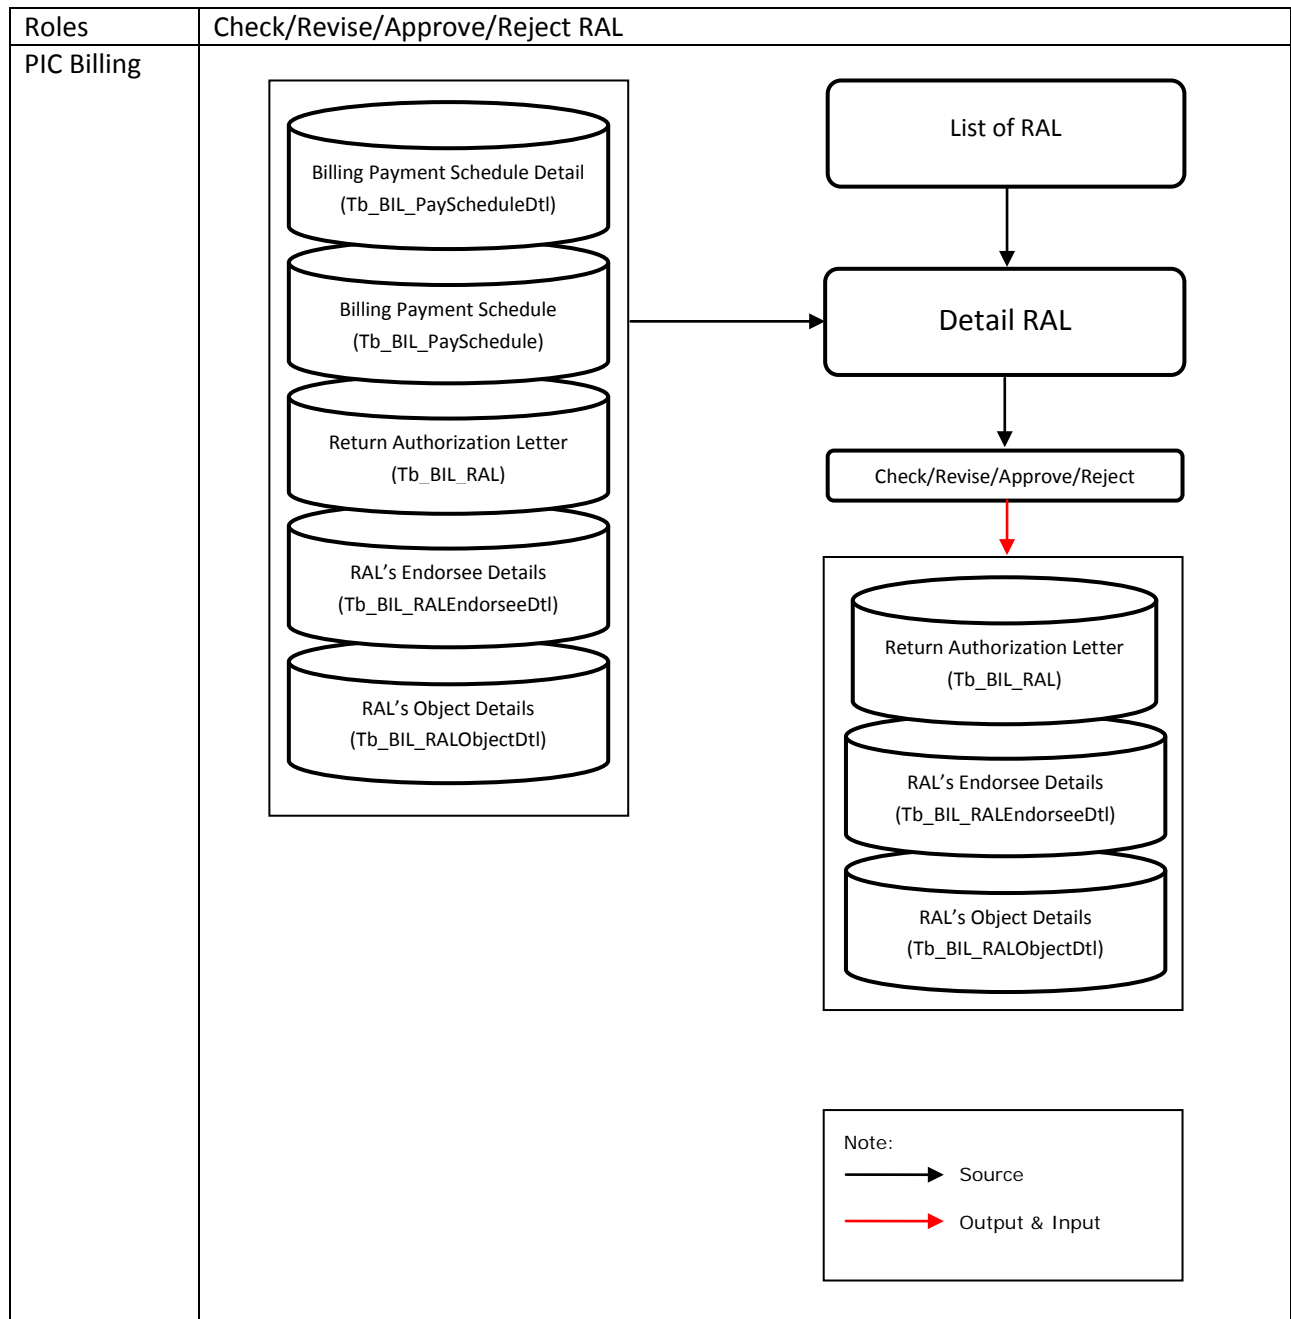 Roles
Check/Revise/Approve/Reject RAL
PIC Billing
Billing Payment Schedule Detail
(Tb_BIL_PayScheduleDtl)
Billing Payment Schedule
(Tb_BIL_PaySchedule)
Return Authorization Letter
(Tb_BIL_RAL)
RAL’s Endorsee Details
(Tb_BIL_RALEndorseeDtl)
RAL’s Object Details
(Tb_BIL_RALObjectDtl)
List of RAL
Detail RAL
Check/Revise/Approve/Reject
Return Authorization Letter
(Tb_BIL_RAL)
RAL’s Endorsee Details
(Tb_BIL_RALEndorseeDtl)
RAL’s Object Details
(Tb_BIL_RALObjectDtl)
Note:
Source
Output & Input